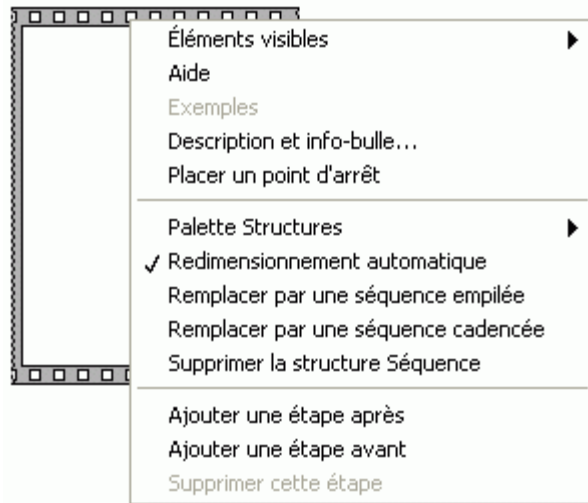 Éléments visibles
Aide
Exemples
Description et info-bulle...
Placer un point d'arrêt
Palette Structures
Redimensionnement automatique
Remplacer par une séquence empilée
Remplacer par une séquence cadencée
Supprimer la structure Séquence
Ajouter une étape après
Ajouter une étape avant
Supprimer cette étape